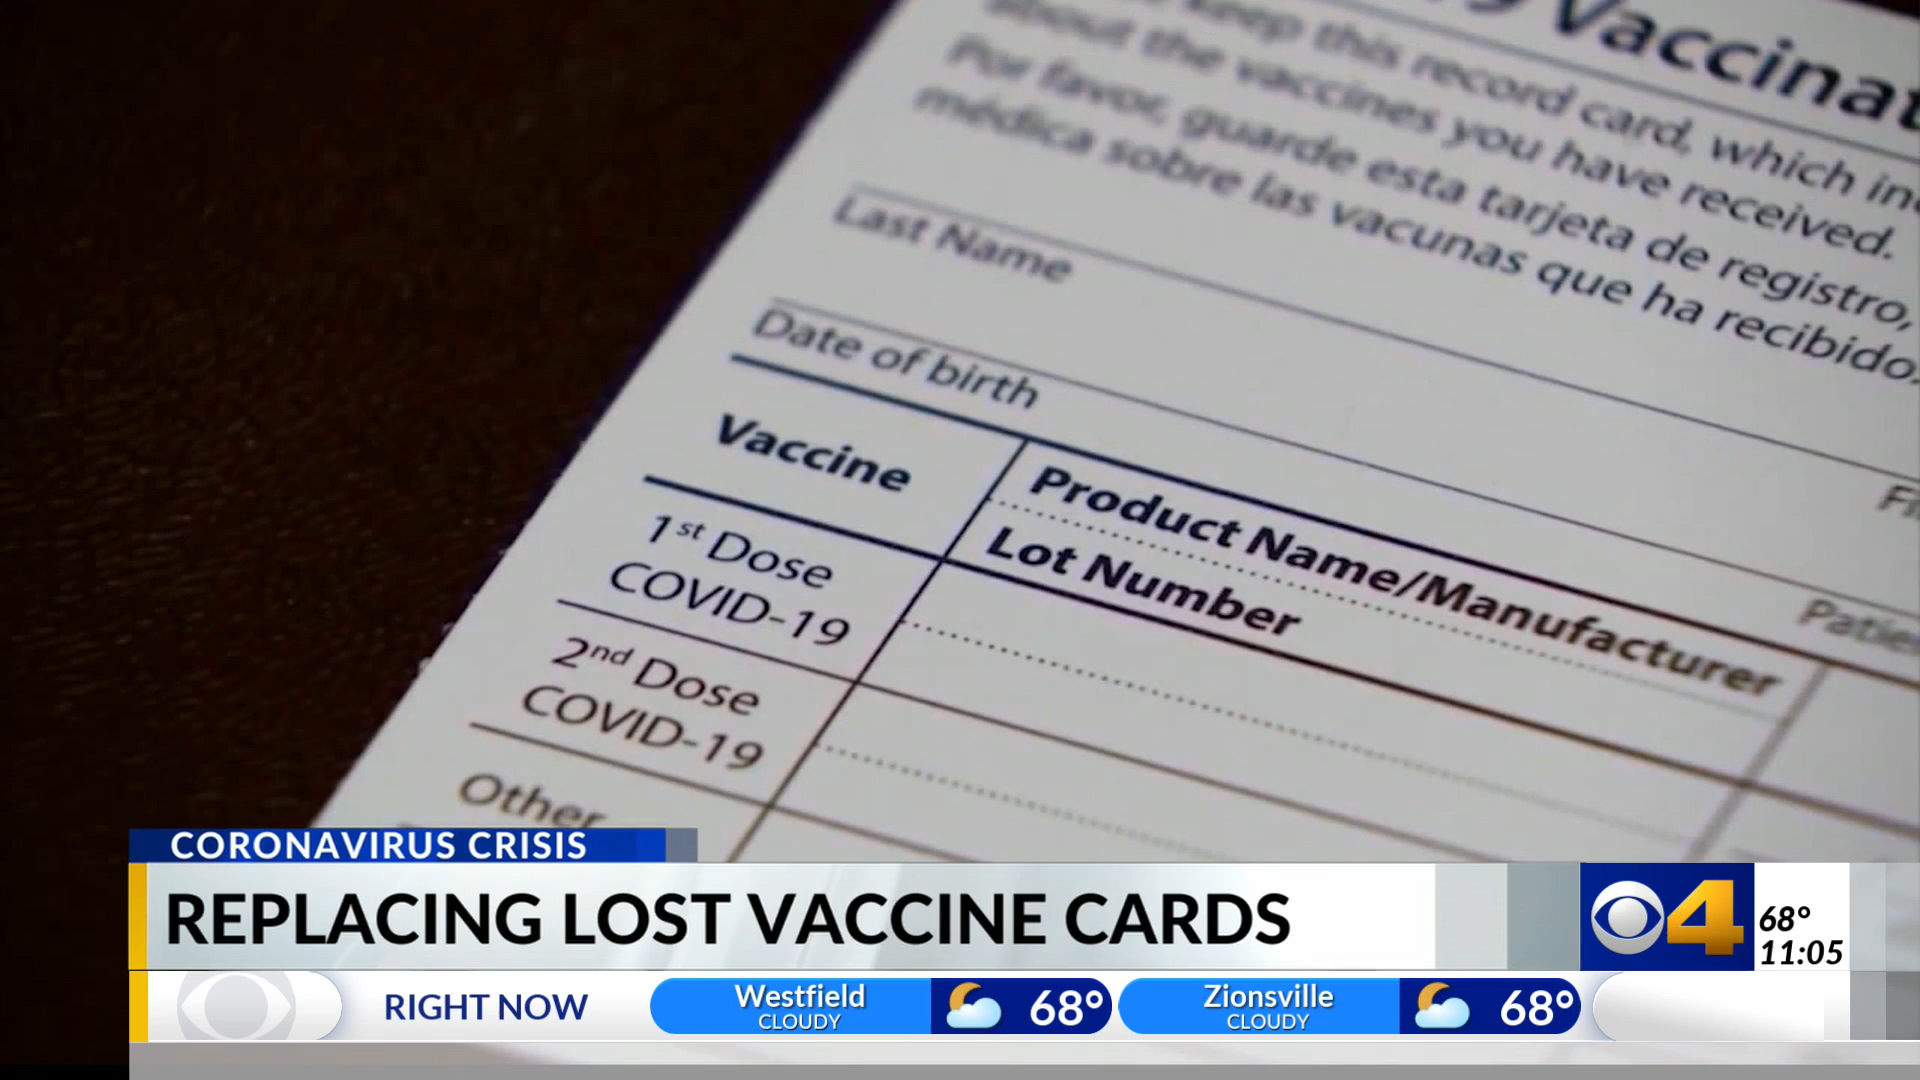 Vaccinat
keep this record card, which in
about the vaccines you have received.
Por favor, guarde esta tarjeta de registro,
médica sobre las vacunas que ha recibido.
Last Name
Date of birth
Patie
Vaccine
Product Name/Manufacturer
Lot Number
1st Dose
COVID-19
2nd Dose
COVID-19
Other
CORONAVIRUS CRISIS
REPLACING LOST VACCINE CARDS
4
68°
11:05
RIGHT NOW
Westfield
CLOUDY
68°
Zionsville
CLOUDY
68°